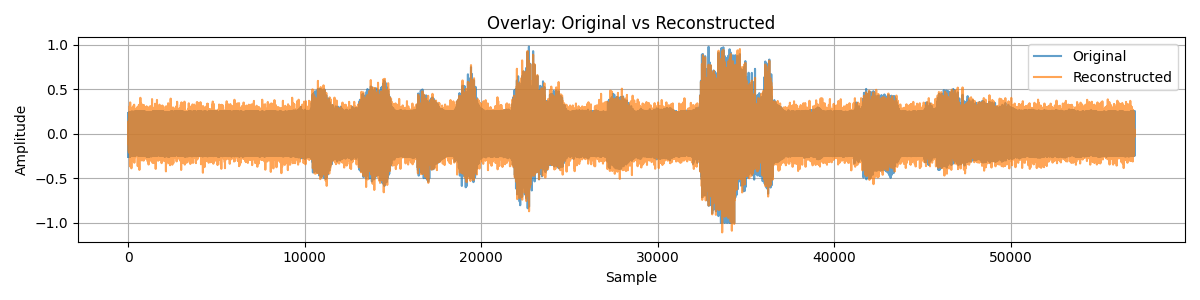 Overlay: Original vs Reconstructed
Original
Reconstructed
Amplitude
1.0
0.5
0.0
−0.5
−1.0
0 10000 20000 30000 40000 50000
Sample